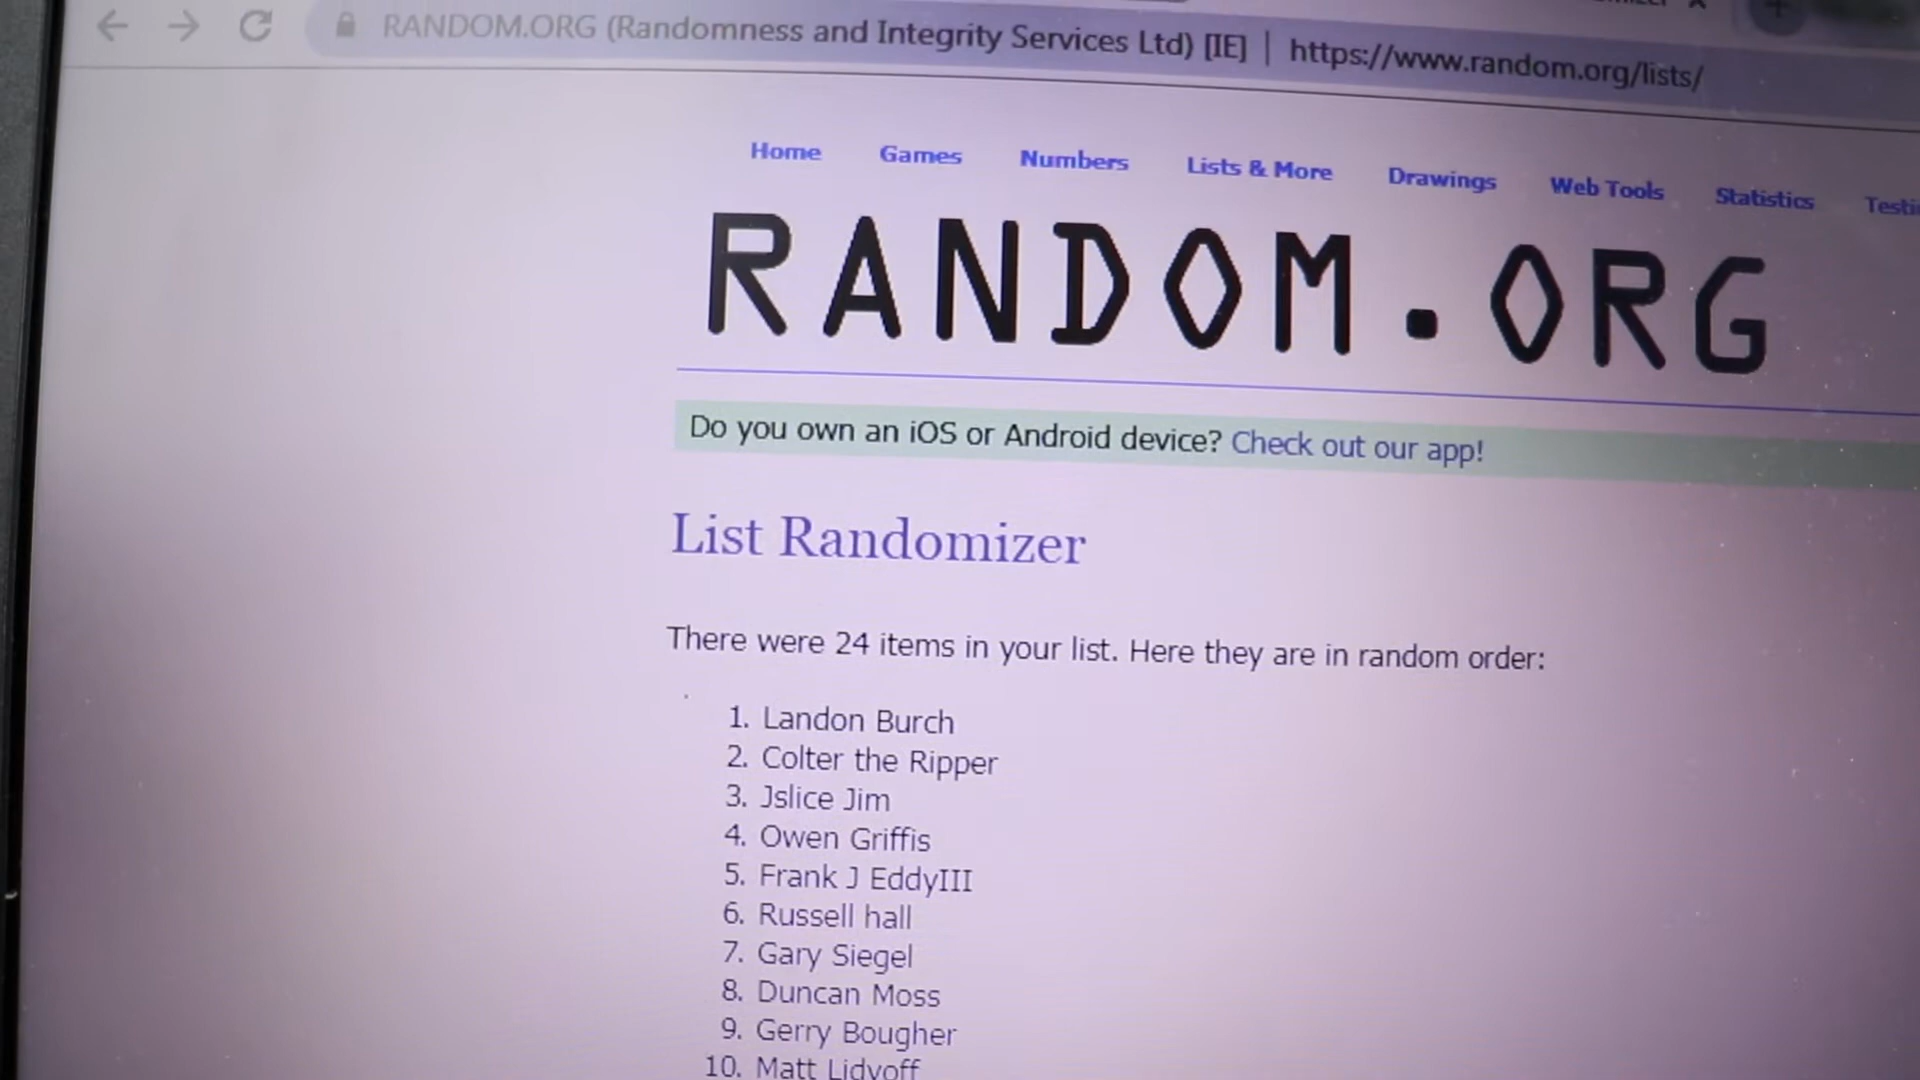 RANDOM.ORG (Randomness and Integrity Services Ltd) [IE] | https://www.random.org/lists/
Home Games Numbers Lists & More Drawings Web Tools Statistics
RANDOM.ORG
Do you own an iOS or Android device? Check out our app!
List Randomizer
There were 24 items in your list. Here they are in random order:
1. Landon Burch
2. Colter the Ripper
3. Jslice Jim
4. Owen Griffis
5. Frank J EddyIII
6. Russell hall
7. Gary Siegel
8. Duncan Moss
9. Gerry Bougher
10. Matt Lidvoff